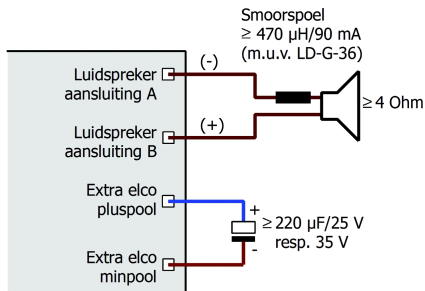 Smoorspoel
≥ 470 µH/90 mA
(m.u.v. LD-G-36)
Luidspreker
aansluiting A
(-)
≥ 4 Ohm
Luidspreker
aansluiting B
(+)
Extra elco
pluspool
+
≥ 220 µF/25 V
resp. 35 V
-
Extra elco
minpool